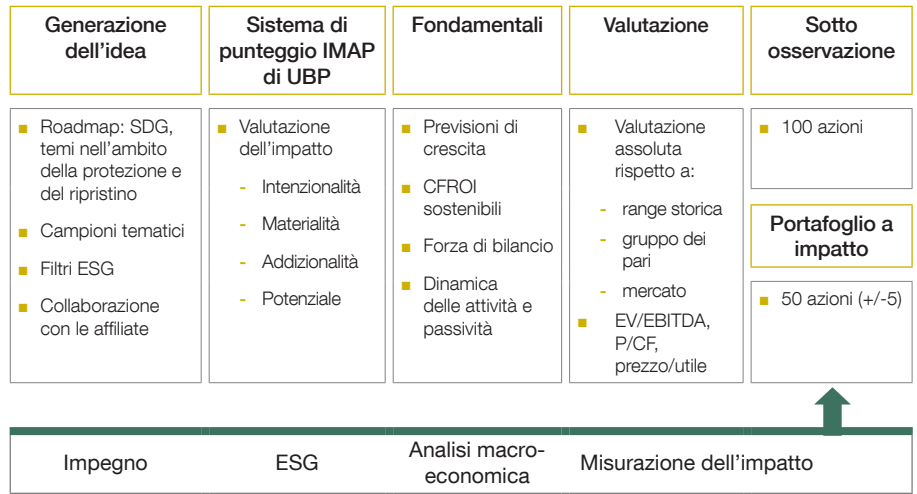 Generazione
dell'idea
Sistema di
punteggio IMAP
di UBP
Fondamentali
Valutazione
Sotto
osservazione
■ Roadmap: SDG,
temi nell'ambito
della protezione e
del ripristino
■ Campioni tematici
■ Filtri ESG
■ Collaborazione
con le affiliate
■ Valutazione
dell'impatto
- Intenzionalità
- Materialità
- Addizionalità
- Potenziale
■ Previsioni di
crescita
■ CFROI
sostenibili
■ Forza di bilancio
■ Dinamica
delle attività e
passività
■ Valutazione
assoluta
rispetto a:
- range storica
- gruppo dei
pari
- mercato
■ EV/EBITDA,
P/CF,
prezzo/utile
■ 100 azioni
Portafoglio a
impatto
■ 50 azioni (+/-5)
Impegno
ESG
Analisi macro-
economica
Misurazione dell'impatto